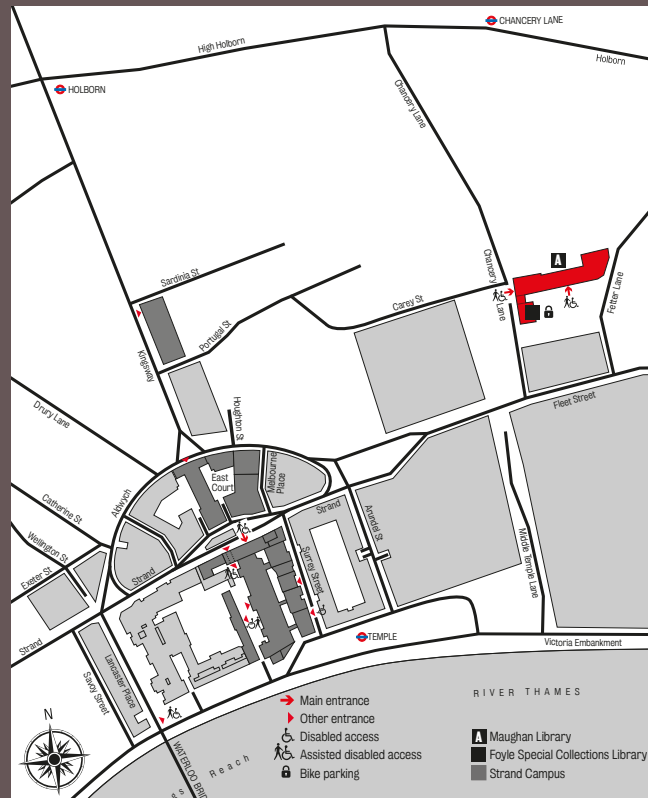 CHANCERY LANE
High Holborn
Holborn
HOLBORN
Chancery Lane
Sardinia St
Chancery
Lane
A
Fetter Lane
Carey St
Portugal St
Kingsway
Houghton St
Drury Lane
Fleet Street
East
Court
Melbourne
Place
Aldwych
Catherine St
Strand
Arundel St
Wellington St
Exeter St
Strand
Surrey Street
Middle Temple Lane
Strand
TEMPLE
Victoria Embankment
Lancaster Place
Savoy Street
N
WATERLOO BRI
s Reach
RIVER THAMES
Main entrance
Other entrance
Disabled access
Assisted disabled access
Bike parking
A Maughan Library
Foyle Special Collections Library
Strand Campus